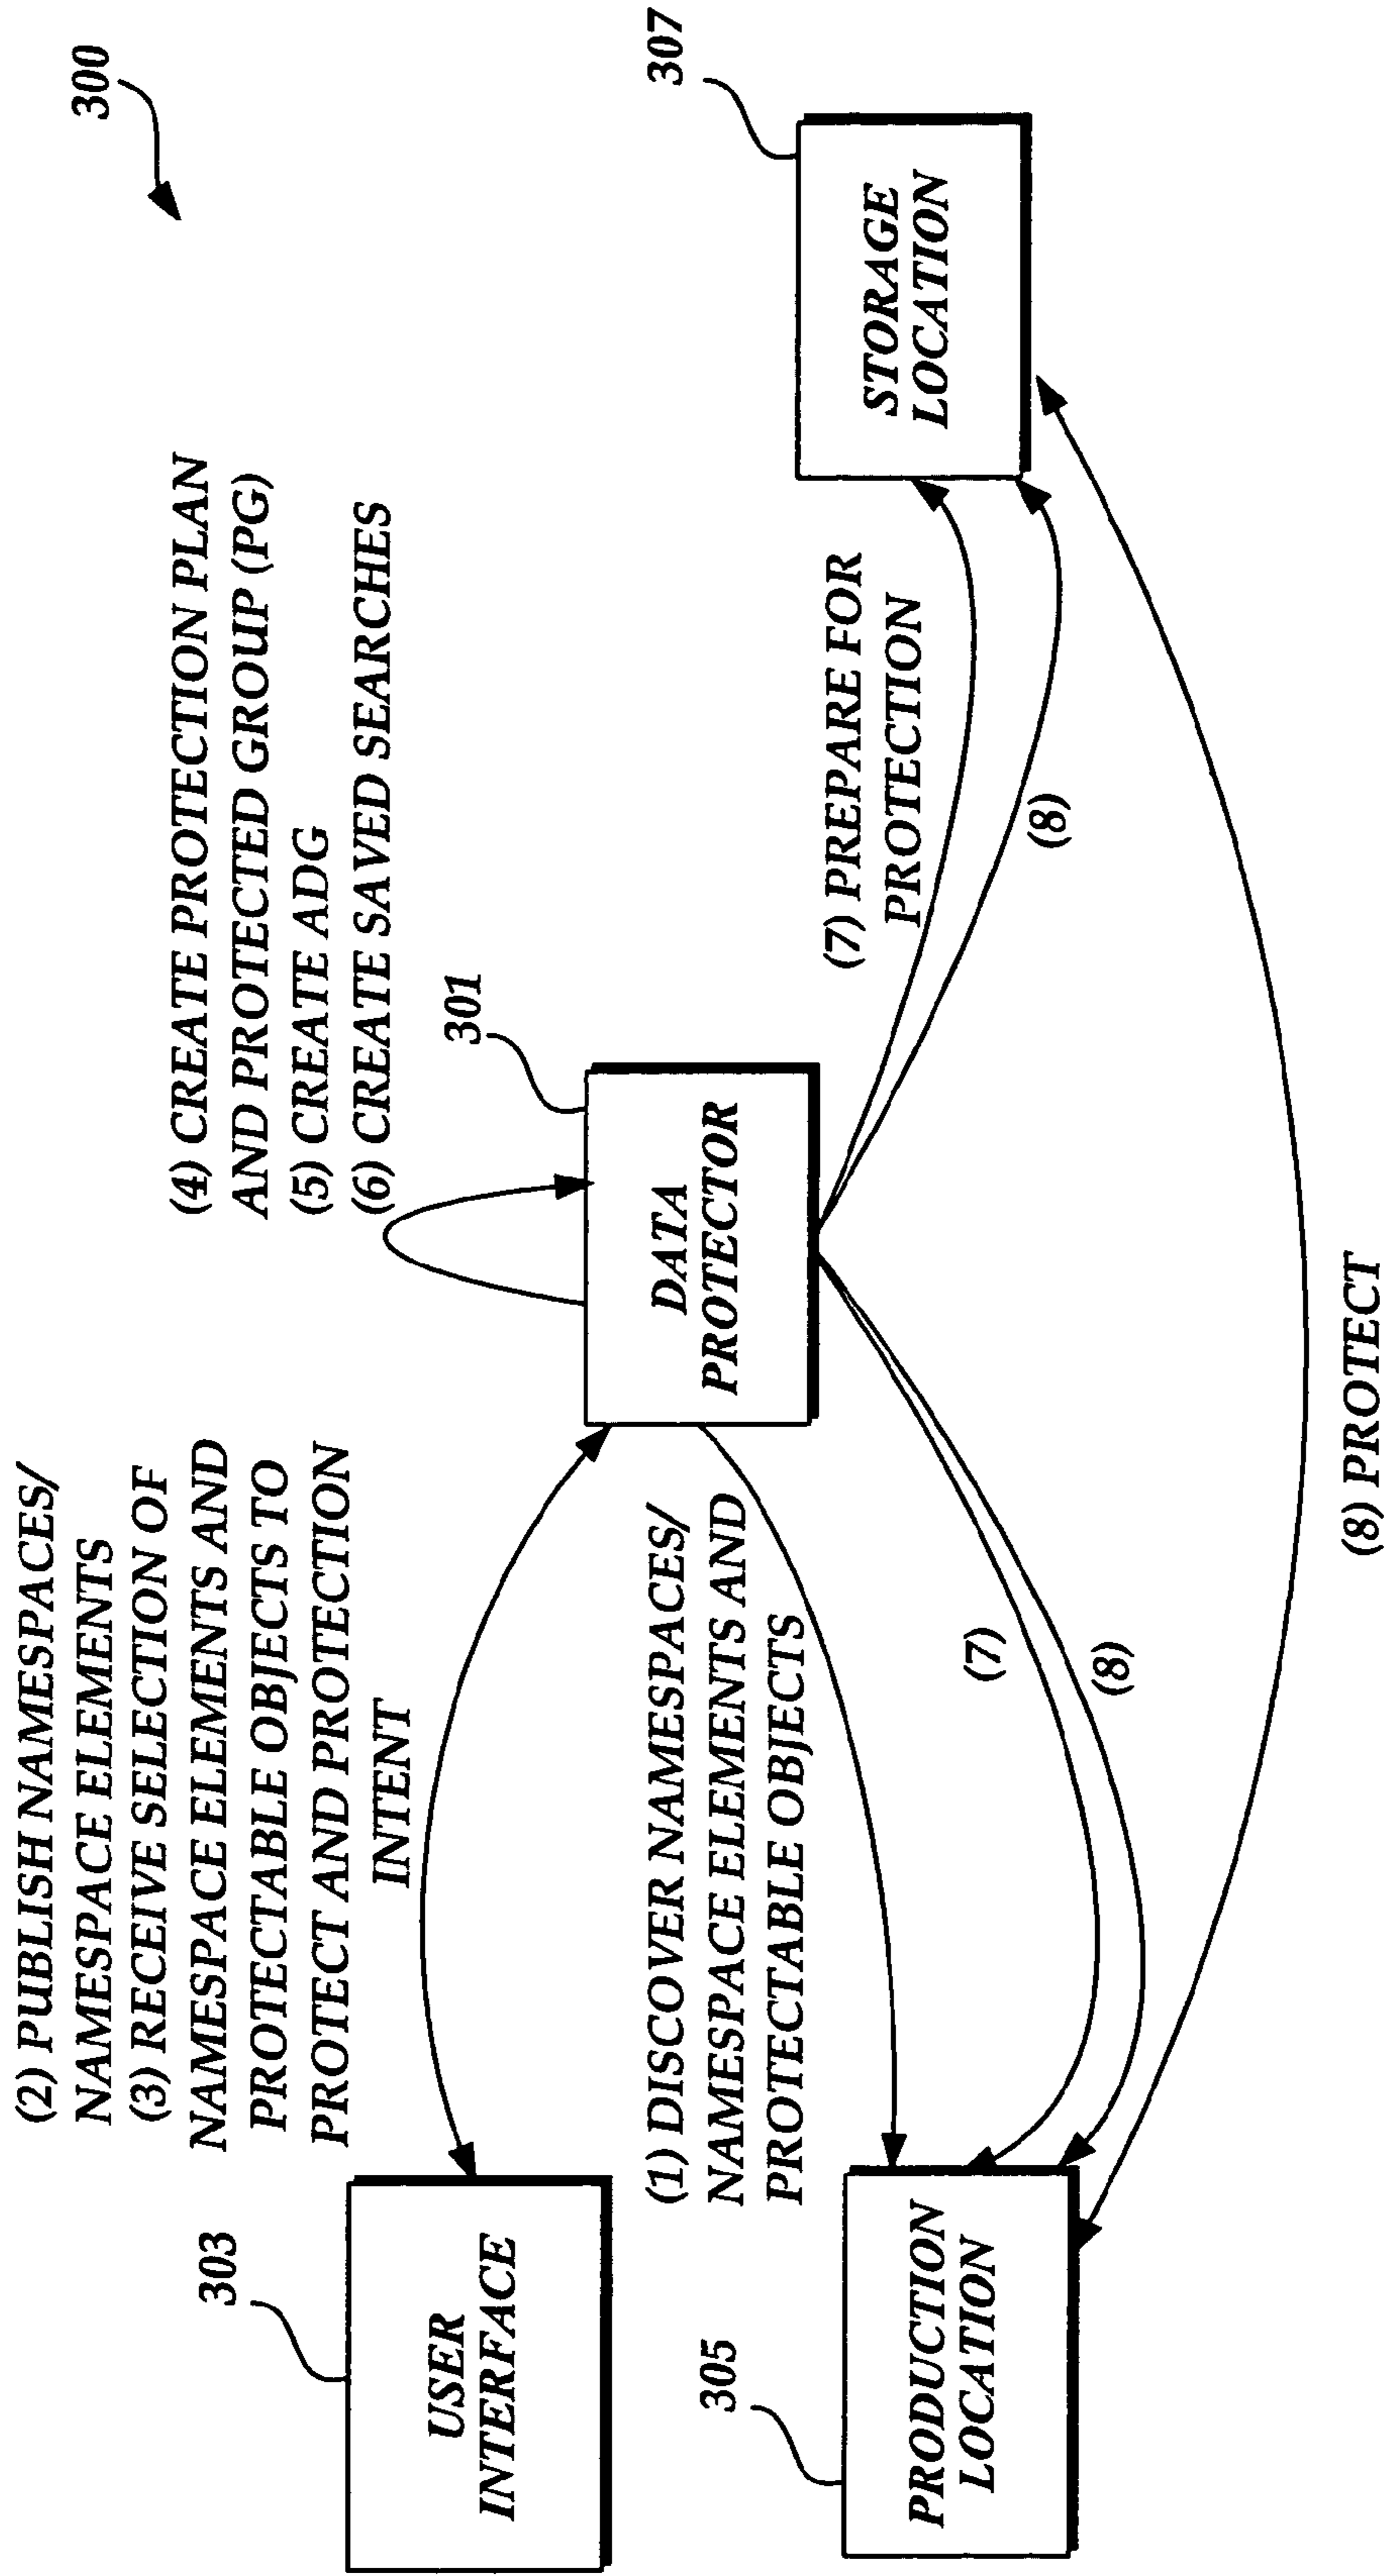 300
(2) PUBLISH NAMESPACES/
NAMESPACE ELEMENTS
(3) RECEIVE SELECTION OF
NAMESPACE ELEMENTS AND
PROTECTABLE OBJECTS TO
PROTECT AND PROTECTION
INTENT
(4) CREATE PROTECTION PLAN
AND PROTECTED GROUP (PG)
(5) CREATE ADG
(6) CREATE SAVED SEARCHES
303
USER
INTERFACE
301
DATA
PROTECTOR
307
STORAGE
LOCATION
(1) DISCOVER NAMESPACES/
NAMESPACE ELEMENTS AND
PROTECTABLE OBJECTS
305
PRODUCTION
LOCATION
(7)
(8)
(7) PREPARE FOR
PROTECTION
(8)
(8) PROTECT